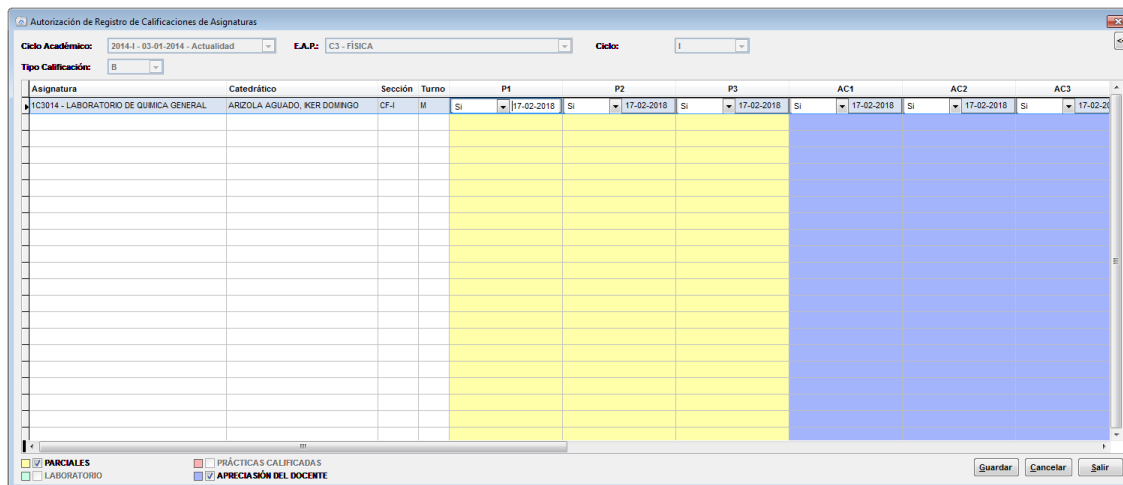 Autorización de Registro de Calificaciones de Asignaturas
Ciclo Académico: 2014-I - 03-01-2014 - Actualidad E.A.P.: C3 - FÍSICA Ciclo: I
Tipo Calificación: B
Asignatura Catedrático Sección Turno P1 P2 P3 AC1 AC2 AC3
1C3014 - LABORATORIO DE QUIMICA GENERAL ARIZOLA AGUADO, IKER DOMINGO CF-I M Si 17-02-2018 Si 17-02-2018 Si 17-02-2018 Si 17-02-2018 Si 17-02-2018 Si 17-02-20
PARCIALES PRÁCTICAS CALIFICADAS
LABORATORIO APRECIASIÓN DEL DOCENTE
Guardar Cancelar Salir